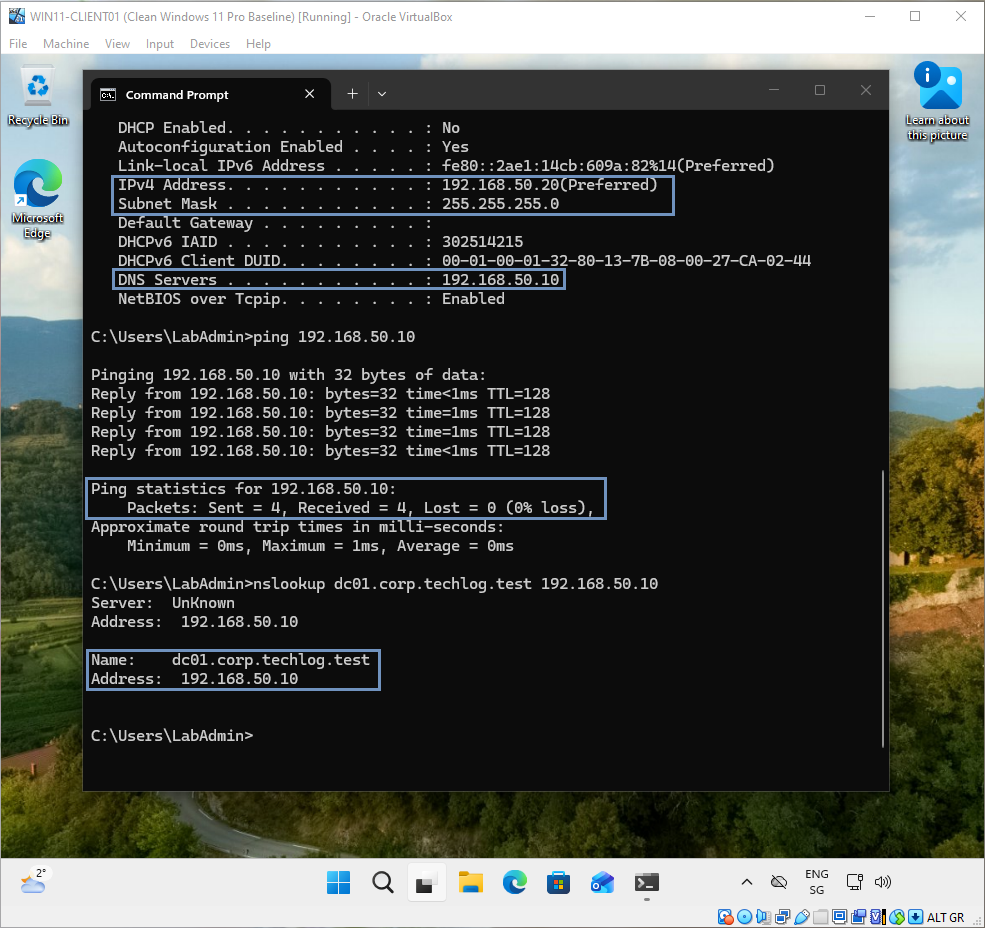 WIN11-CLIENT01 (Clean Windows 11 Pro Baseline) [Running] - Oracle VirtualBox
File Machine View Input Devices Help
Recycle Bin
Microsoft
Edge
Learn about
this picture
Command Prompt
DHCP Enabled. . . . . . . . . . . : No
Autoconfiguration Enabled . . . . : Yes
Link-local IPv6 Address . . . . . : fe80::2ae1:14cb:609a:82%14(Preferred)
IPv4 Address. . . . . . . . . . . : 192.168.50.20(Preferred)
Subnet Mask . . . . . . . . . . . : 255.255.255.0
Default Gateway . . . . . . . . . :
DHCPv6 IAID . . . . . . . . . . . : 302514215
DHCPv6 Client DUID. . . . . . . . : 00-01-00-01-32-80-13-7B-08-00-27-CA-02-44
DNS Servers . . . . . . . . . . . : 192.168.50.10
NetBIOS over Tcpip. . . . . . . . : Enabled
C:\Users\LabAdmin>ping 192.168.50.10
Pinging 192.168.50.10 with 32 bytes of data:
Reply from 192.168.50.10: bytes=32 time<1ms TTL=128
Reply from 192.168.50.10: bytes=32 time=1ms TTL=128
Reply from 192.168.50.10: bytes=32 time=1ms TTL=128
Reply from 192.168.50.10: bytes=32 time<1ms TTL=128
Ping statistics for 192.168.50.10:
Packets: Sent = 4, Received = 4, Lost = 0 (0% loss),
Approximate round trip times in milli-seconds:
Minimum = 0ms, Maximum = 1ms, Average = 0ms
C:\Users\LabAdmin>nslookup dc01.corp.techlog.test 192.168.50.10
Server: UnKnown
Address: 192.168.50.10
Name: dc01.corp.techlog.test
Address: 192.168.50.10
C:\Users\LabAdmin>
2°
ENG
SG
ALT GR